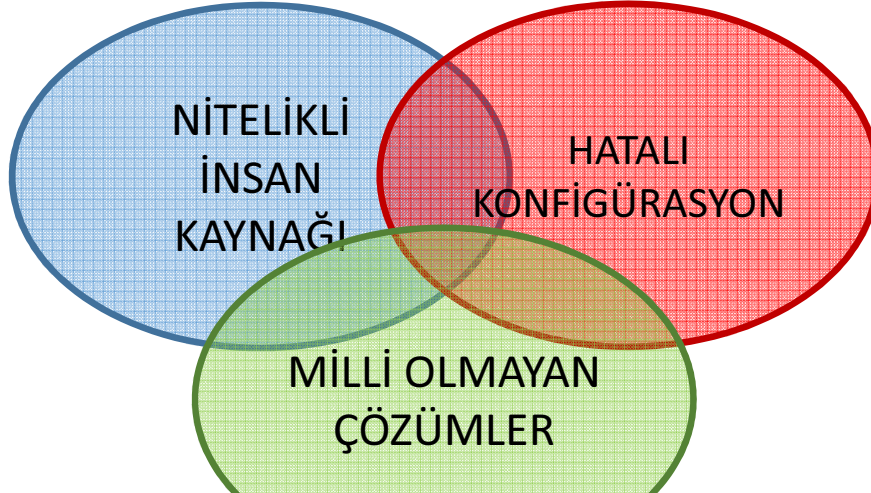 NİTELİKLİ
İNSAN
KAYNAĞI
HATALI
KONFİGÜRASYON
MİLLİ OLMAYAN
ÇÖZÜMLER